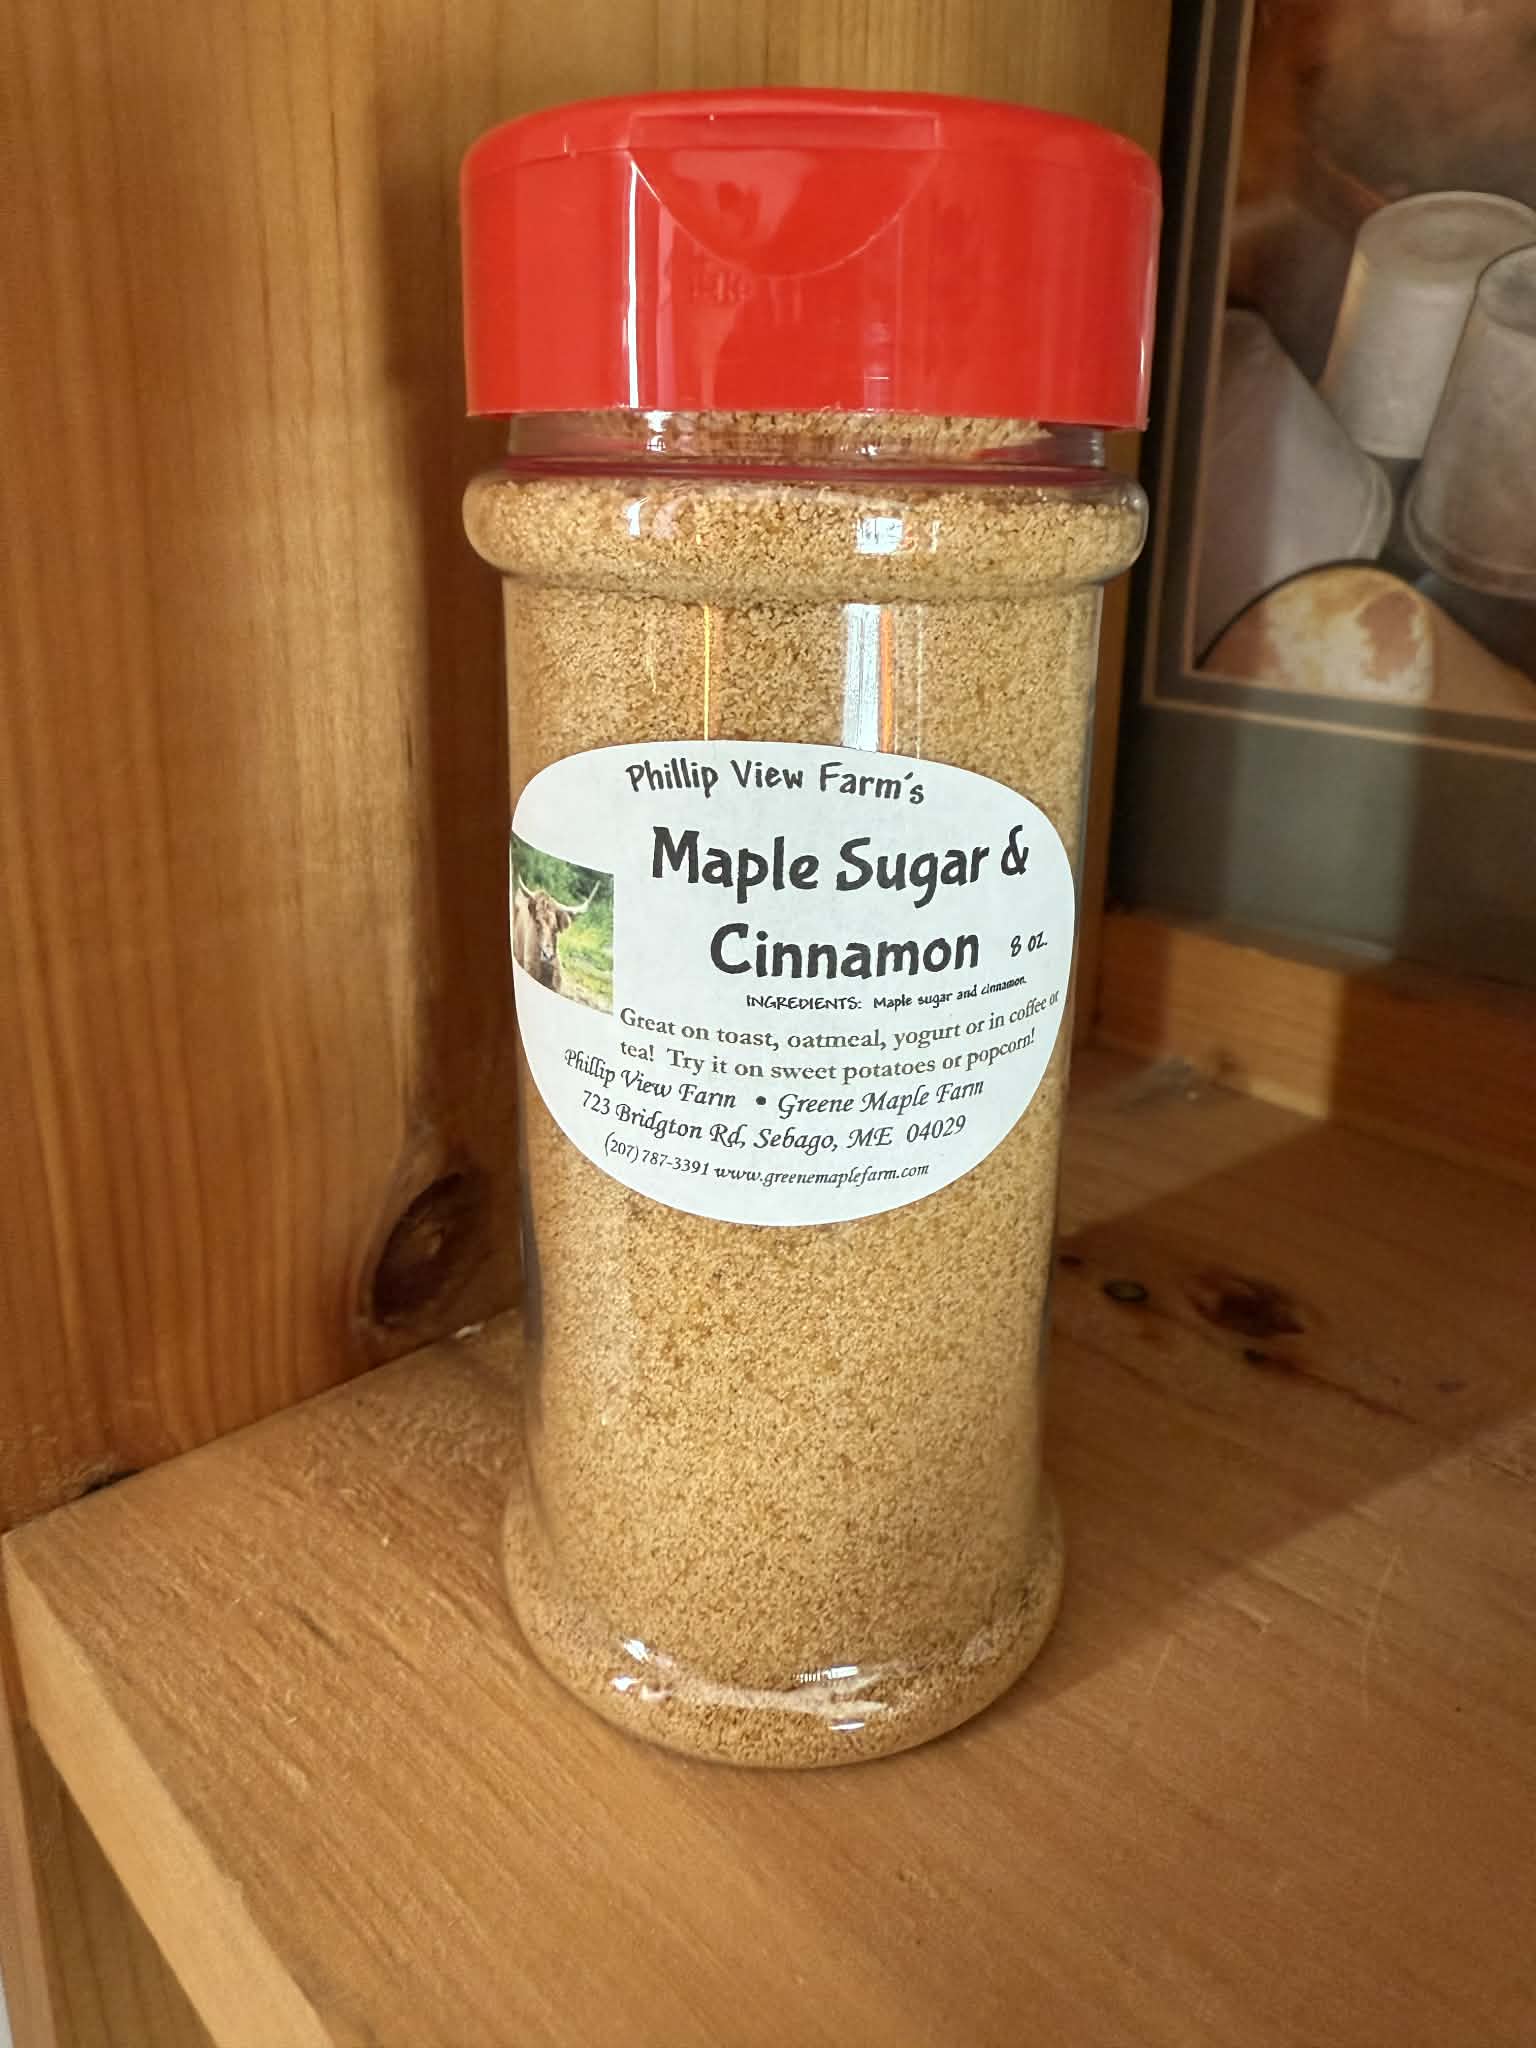 Phillip View Farm's
Maple Sugar &
Cinnamon 8 oz.
INGREDIENTS: Maple sugar and cinnamon.
Great on toast, oatmeal, yogurt or in coffee or
tea! Try it on sweet potatoes or popcorn!
Phillip View Farm • Greene Maple Farm
723 Bridgton Rd, Sebago, ME 04029
(207) 787-3391 www.greenemaplefarm.com